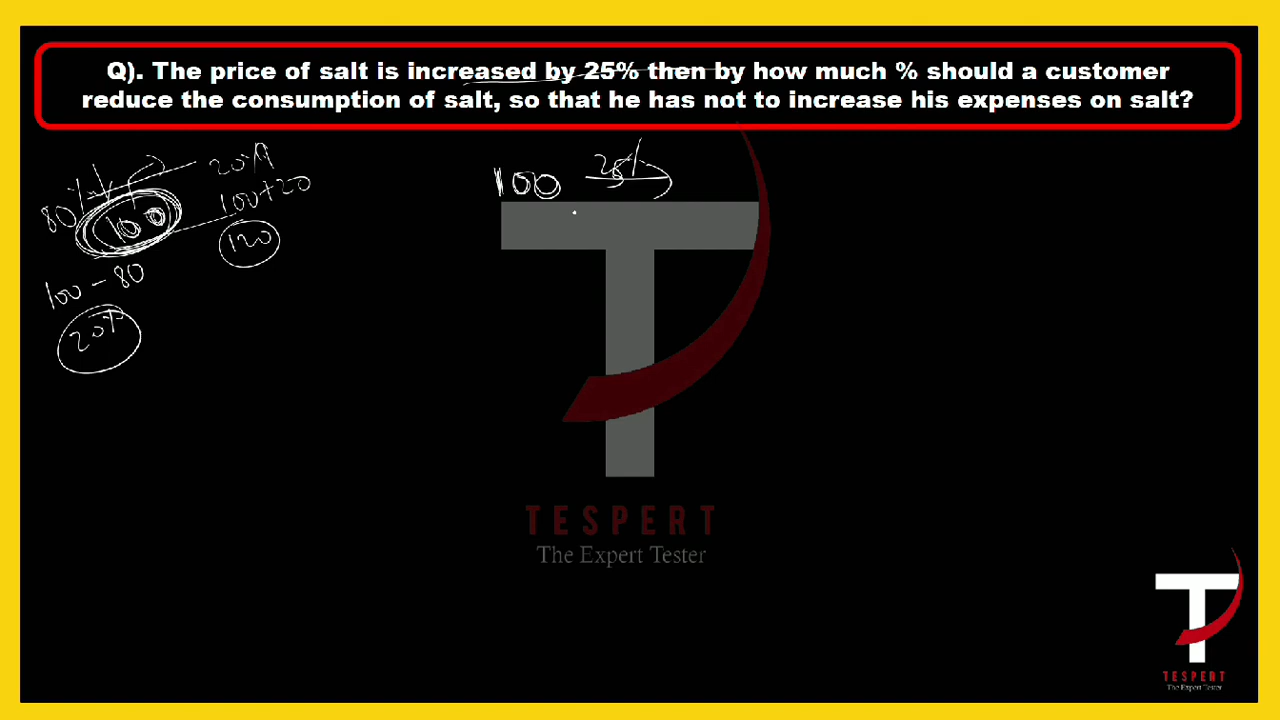 Q). The price of salt is increased by 25% then by how much % should a customer
reduce the consumption of salt, so that he has not to increase his expenses on salt?
80%
100
20%
100+20
120
100 - 80
20%
100 25%
TESPERT
The Expert Tester
TESPERT
The Expert Tester